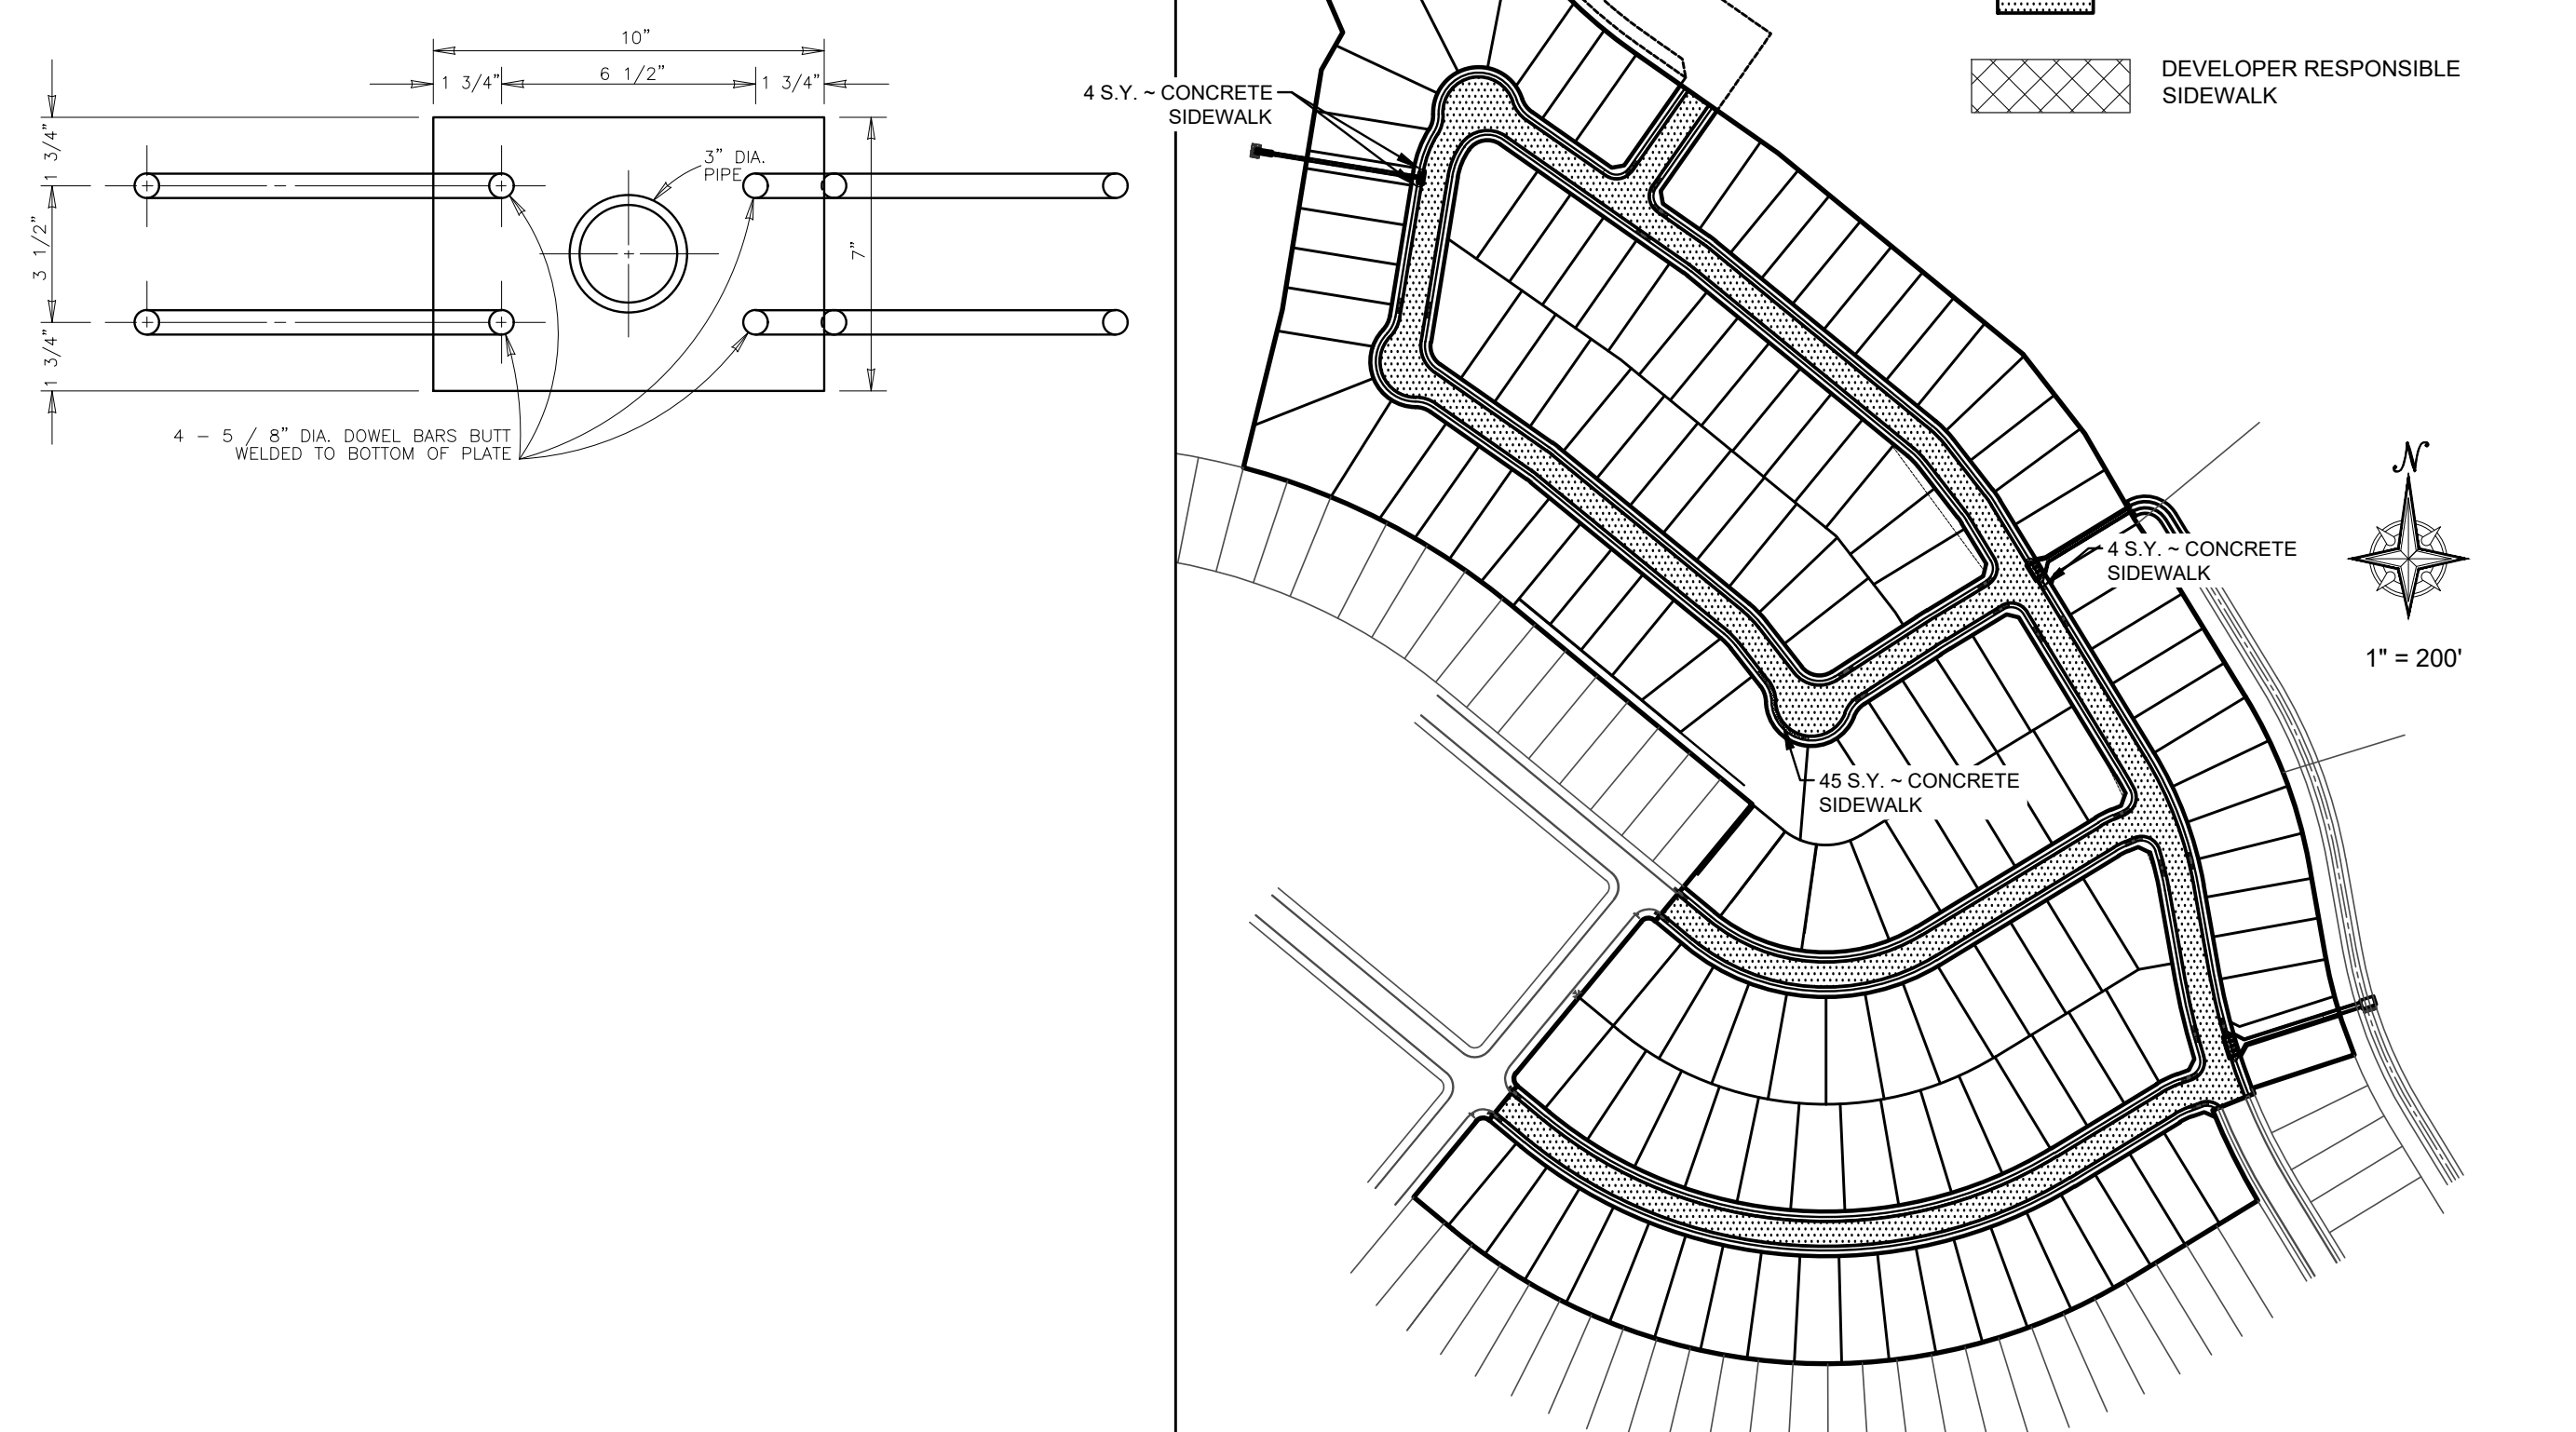 10"
1 3/4"
6 1/2"
1 3/4"
1 3/4"
3 1/2"
1 3/4"
3" DIA.
PIPE
7"
4 - 5 / 8" DIA. DOWEL BARS BUTT
WELDED TO BOTTOM OF PLATE
DEVELOPER RESPONSIBLE
SIDEWALK
4 S.Y. ~ CONCRETE
SIDEWALK
N
4 S.Y. ~ CONCRETE
SIDEWALK
1" = 200'
45 S.Y. ~ CONCRETE
SIDEWALK